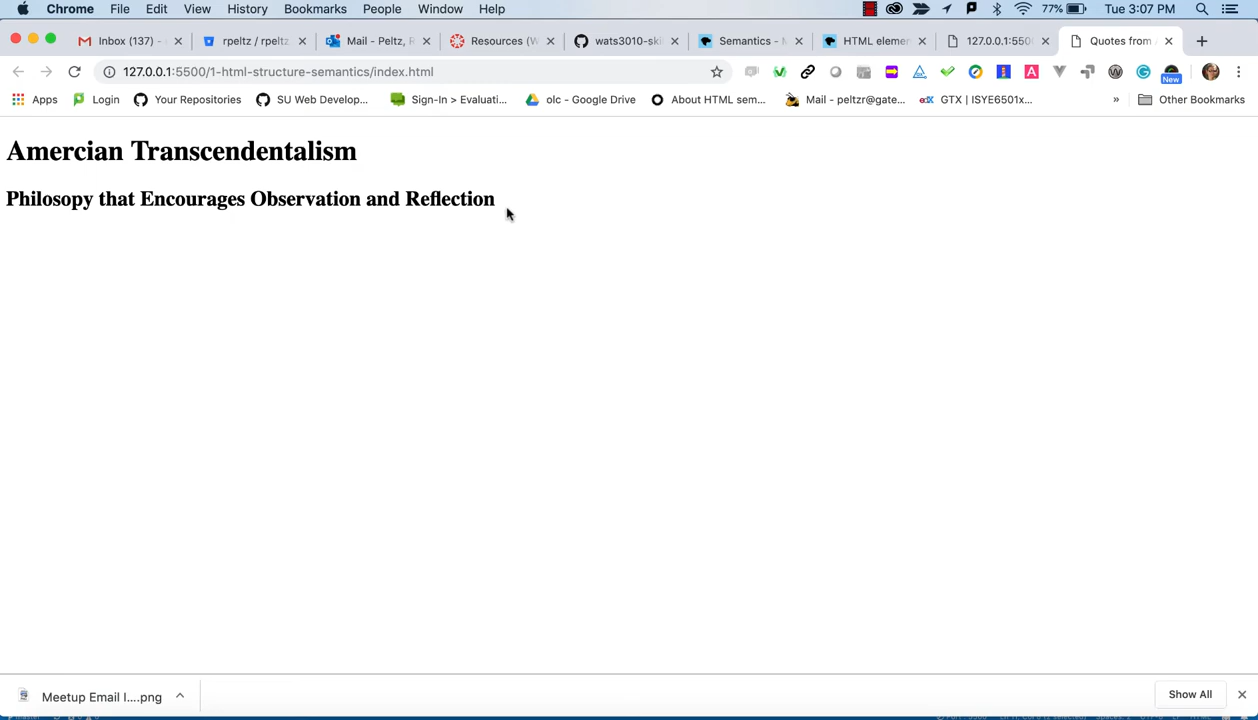 Chrome File Edit View History Bookmarks People Window Help 77% Tue 3:07 PM
Inbox (137) - rpeltz / rpeltz Mail - Peltz, R Resources (W wats3010-ski Semantics - M HTML elemen 127.0.0.1:550 Quotes from
127.0.0.1:5500/1-html-structure-semantics/index.html
New
Apps Login Your Repositories SU Web Develop... Sign-In > Evaluati... olc - Google Drive About HTML sem... Mail - peltzr@gate... edX GTX | ISYE6501x... » Other Bookmarks
Amercian Transcendentalism
Philosopy that Encourages Observation and Reflection
Meetup Email I....png Show All